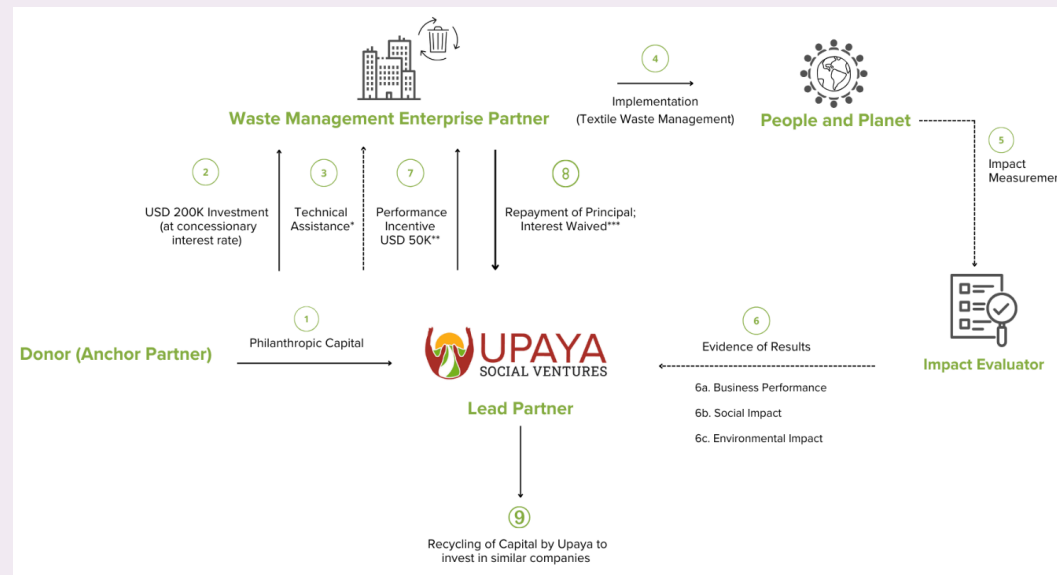 Waste Management Enterprise Partner
4
Implementation
(Textile Waste Management)
People and Planet
5
Impact
2
USD 200K Investment
(at concessionary
interest rate)
3
Technical
Assistance*
7
Performance
Incentive
USD 50K**
8
Repayment of Principal;
Interest Waived***
Donor (Anchor Partner)
1
Philanthropic Capital
UPAYA
SOCIAL VENTURES
Lead Partner
6
Evidence of Results
6a. Business Performance
6b. Social Impact
6c. Environmental Impact
Impact Evaluator
9
Recycling of Capital by Upaya to
invest in similar companies